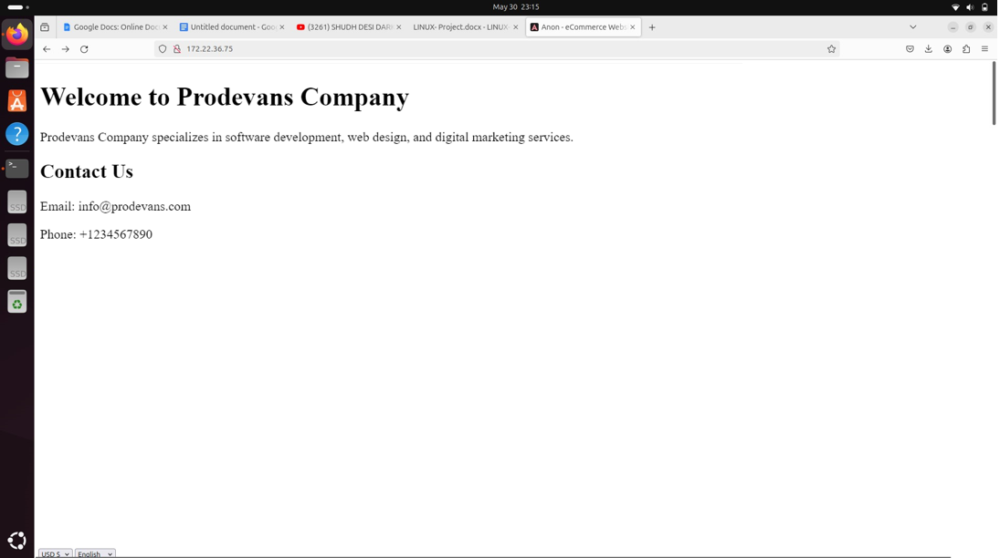 May 30 23:15
Google Docs: Online Doc
Untitled document - Goo
(3261) SHUDH DESI DARE
LINUX- Project.docx - LINUX-
Anon - eCommerce Webs
172.22.36.75
Welcome to Prodevans Company
Prodevans Company specializes in software development, web design, and digital marketing services.
Contact Us
Email: info@prodevans.com
Phone: +1234567890
SSD
SSD
SSD
USD $
English